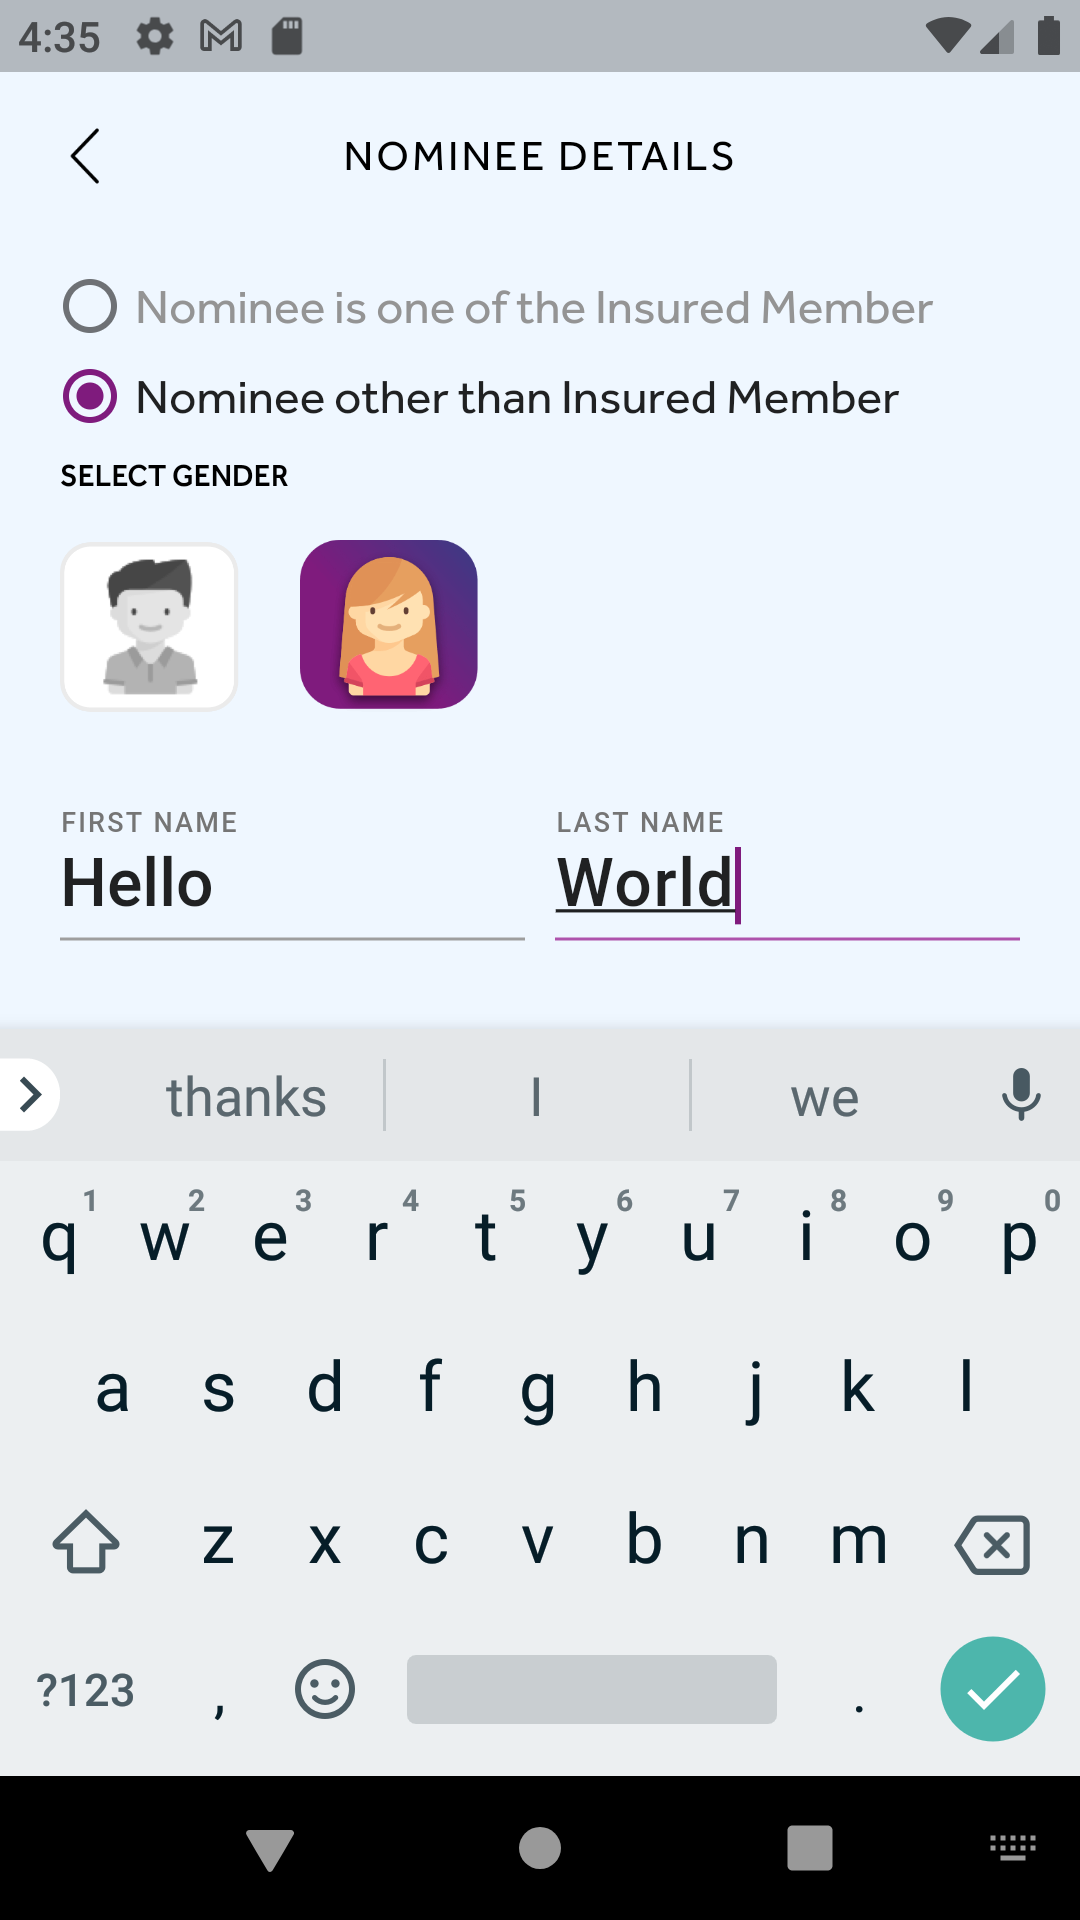 4:35
NOMINEE DETAILS
Nominee is one of the Insured Member
Nominee other than Insured Member
SELECT GENDER
FIRST NAME LAST NAME
Hello World
thanks I we
1 2 3 4 5 6 7 8 9 0
q w e r t y u i o p
a s d f g h j k l
z x c v b n m
?123 , .